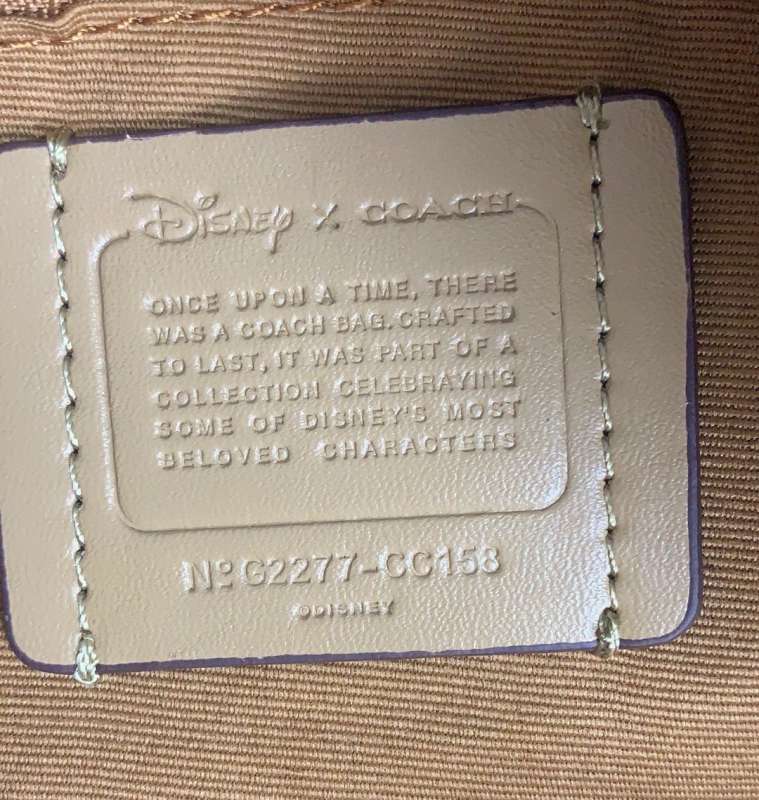 Disney X COACH
ONCE UPON A TIME, THERE
WAS A COACH BAG. CRAFTED
TO LAST, IT WAS PART OF A
COLLECTION CELEBRAYING
SOME OF DISNEY'S MOST
BELOVED CHARACTERS
Nº G2277-CC158
©DISNEY